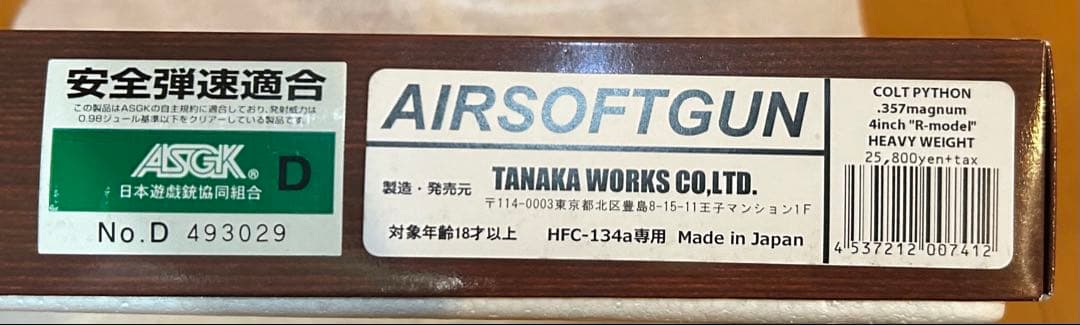 安全弾速適合
この製品はASGKの自主規約に適合しており、発射威力は
0.98ジュール基準以下をクリアーしている製品です。
ASGK® D
日本遊戯銃協同組合
No.D 493029
AIRSOFTGUN
製造・発売元 TANAKA WORKS CO,LTD.
〒114-0003東京都北区豊島8-15-11王子マンション1F
対象年齢18才以上 HFC-134a専用 Made in Japan
COLT PYTHON
.357magnum
4inch "R-model"
HEAVY WEIGHT
25,800yen+tax
4 537212 007412